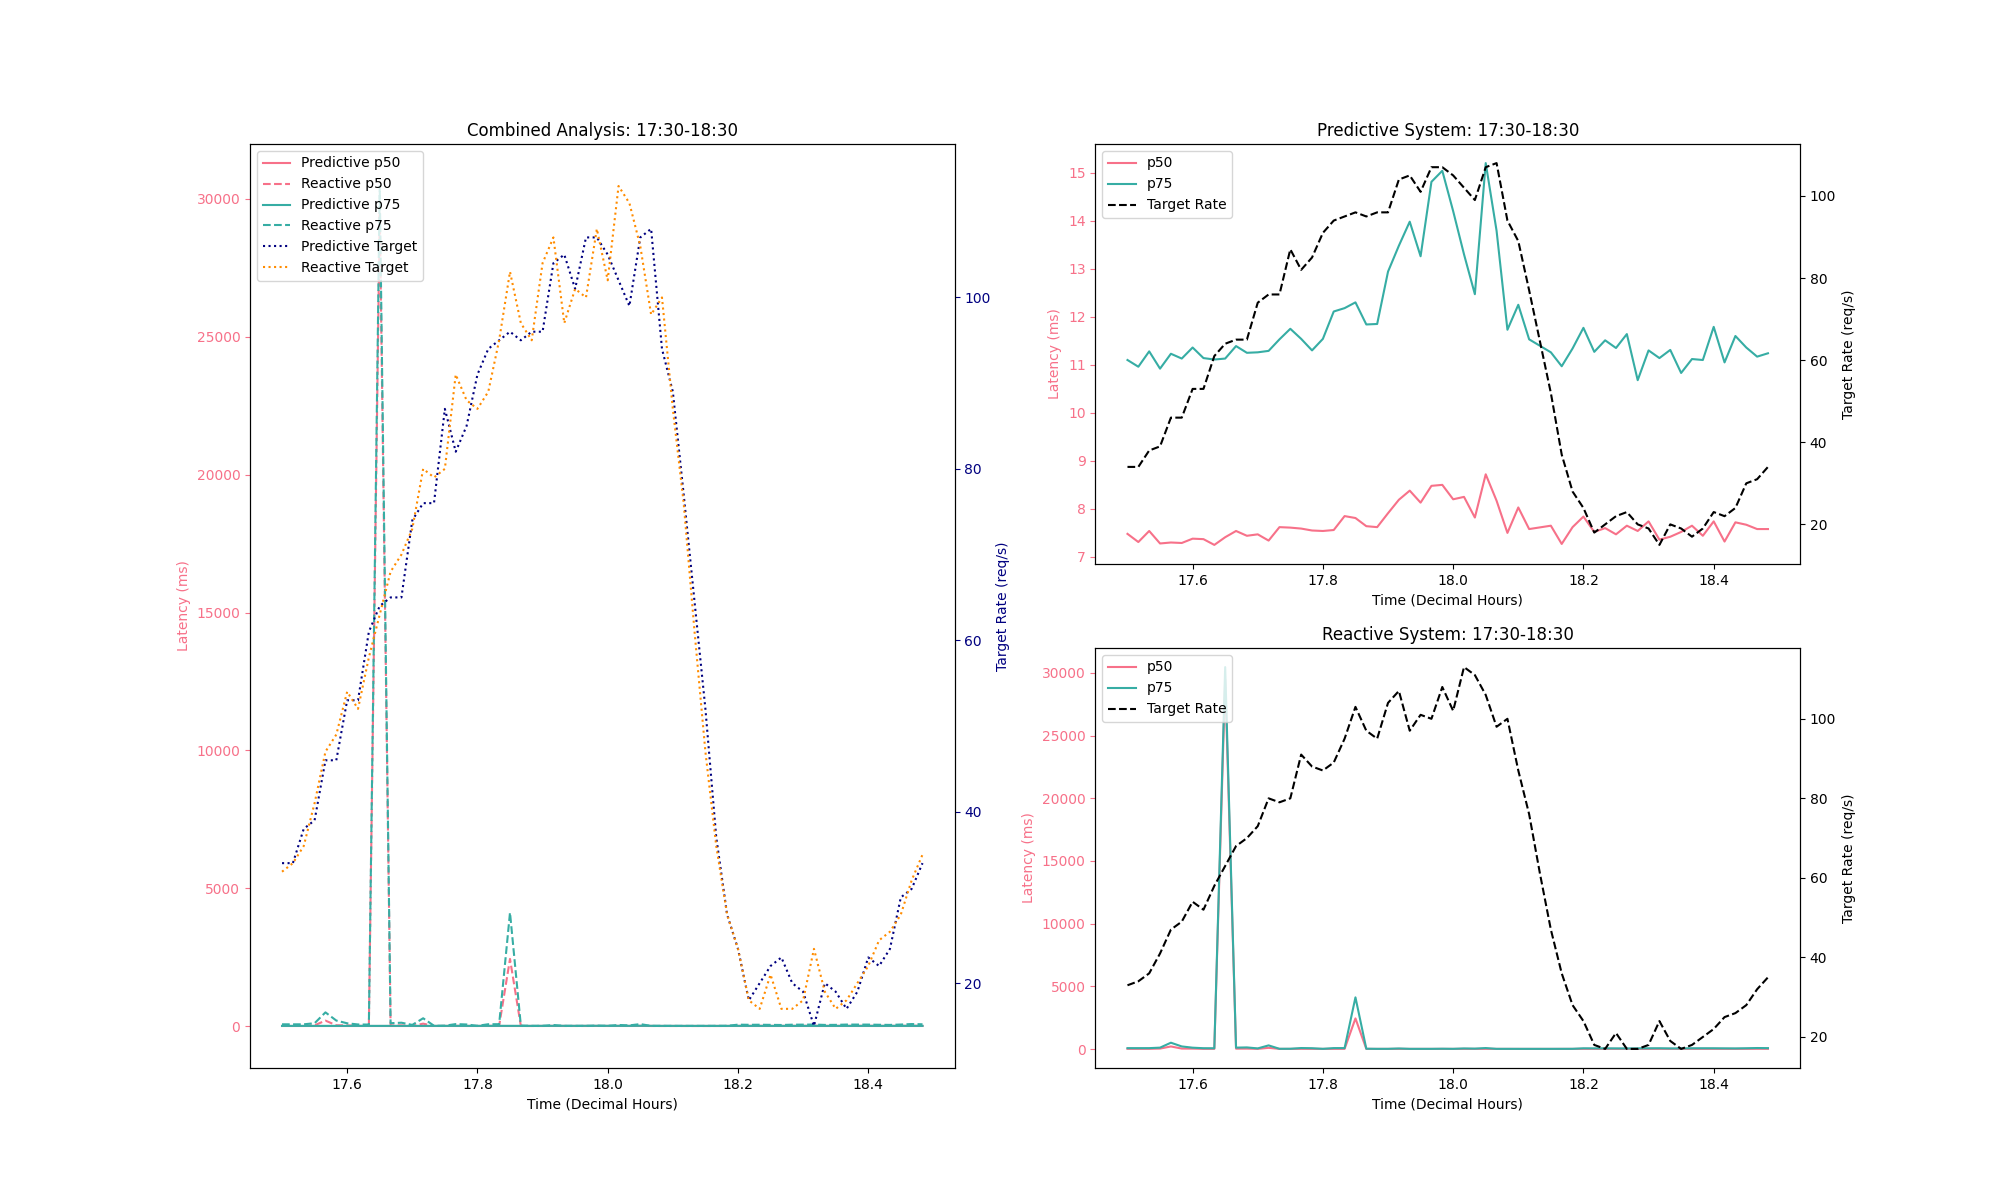 Combined Analysis: 17:30-18:30
Predictive p50
Reactive p50
Predictive p75
Reactive p75
Predictive Target
Reactive Target
30000
25000
20000
15000
10000
5000
0
Latency (ms)
100
80
60
40
20
Target Rate (req/s)
17.6 17.8 18.0 18.2 18.4
Time (Decimal Hours)
Predictive System: 17:30-18:30
p50
p75
Target Rate
15
14
13
12
11
10
9
8
7
Latency (ms)
100
80
60
40
20
Target Rate (req/s)
17.6 17.8 18.0 18.2 18.4
Time (Decimal Hours)
Reactive System: 17:30-18:30
p50
p75
Target Rate
30000
25000
20000
15000
10000
5000
0
Latency (ms)
100
80
60
40
20
Target Rate (req/s)
17.6 17.8 18.0 18.2 18.4
Time (Decimal Hours)